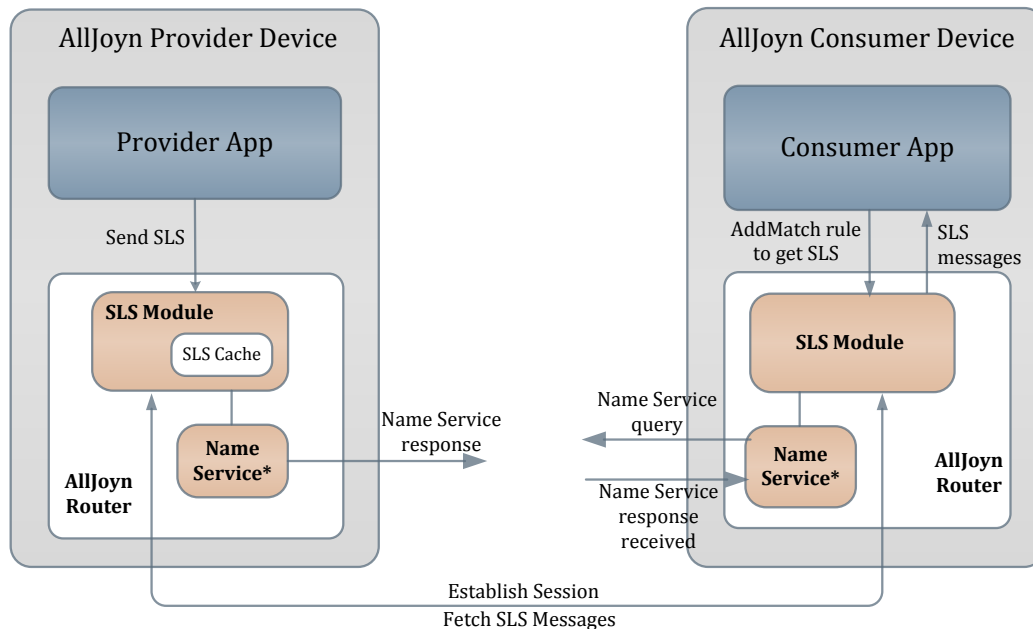 AllJoyn Provider Device
Provider App
Send SLS
SLS Module
SLS Cache
Name
Service*
AllJoyn
Router
Name Service
response
AllJoyn Consumer Device
Consumer App
AddMatch rule
to get SLS
SLS
messages
SLS Module
Name Service
query
Name
Service*
AllJoyn
Router
Name Service
response
received
Establish Session
Fetch SLS Messages